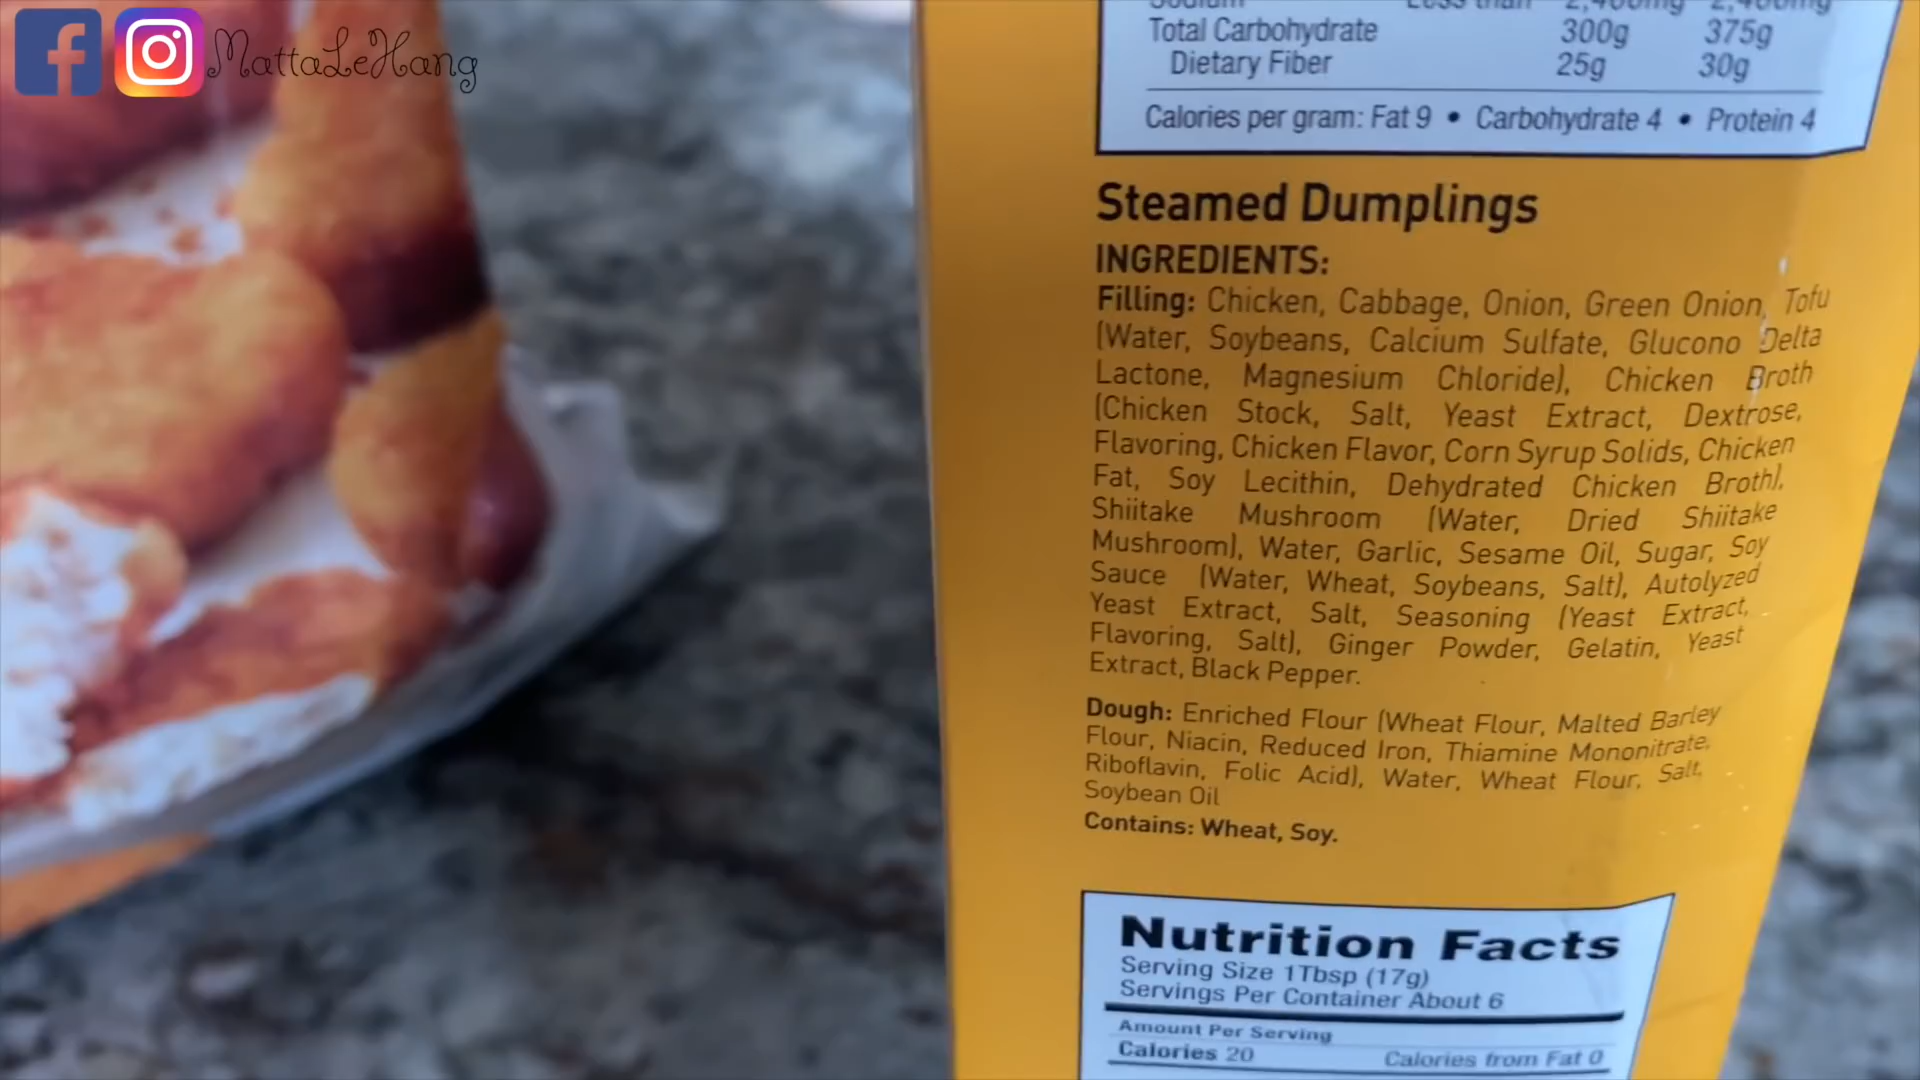 MattaLeHang
Sodium Less than 2,400mg 2,400mg
Total Carbohydrate 300g 375g
Dietary Fiber 25g 30g
Calories per gram: Fat 9 • Carbohydrate 4 • Protein 4
Steamed Dumplings
INGREDIENTS:
Filling: Chicken, Cabbage, Onion, Green Onion, Tofu
(Water, Soybeans, Calcium Sulfate, Glucono Delta
Lactone, Magnesium Chloride), Chicken Broth
(Chicken Stock, Salt, Yeast Extract, Dextrose,
Flavoring, Chicken Flavor, Corn Syrup Solids, Chicken
Fat, Soy Lecithin, Dehydrated Chicken Broth),
Shiitake Mushroom (Water, Dried Shiitake
Mushroom), Water, Garlic, Sesame Oil, Sugar, Soy
Sauce (Water, Wheat, Soybeans, Salt), Autolyzed
Yeast Extract, Salt, Seasoning (Yeast Extract,
Flavoring, Salt), Ginger Powder, Gelatin, Yeast
Extract, Black Pepper.
Dough: Enriched Flour (Wheat Flour, Malted Barley
Flour, Niacin, Reduced Iron, Thiamine Mononitrate,
Riboflavin, Folic Acid), Water, Wheat Flour, Salt,
Soybean Oil
Contains: Wheat, Soy.
Nutrition Facts
Serving Size 1Tbsp (17g)
Servings Per Container About 6
Amount Per Serving
Calories 20 Calories from Fat 0